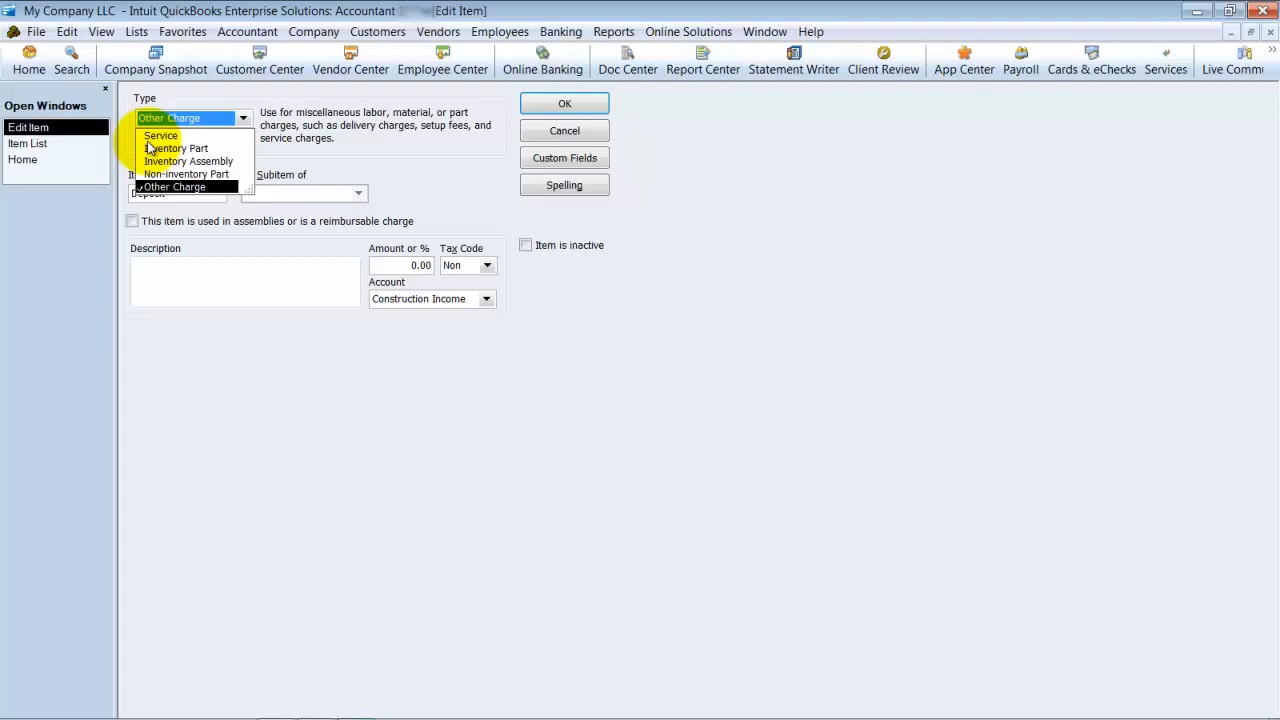 My Company LLC - Intuit QuickBooks Enterprise Solutions: Accountant [Edit Item]
File Edit View Lists Favorites Accountant Company Customers Vendors Employees Banking Reports Online Solutions Window Help
Home Search Company Snapshot Customer Center Vendor Center Employee Center Online Banking Doc Center Report Center Statement Writer Client Review App Center Payroll Cards & eChecks Services Live Commu
Open Windows
Edit Item
Item List
Home
Type
Other Charge
Use for miscellaneous labor, material, or part
charges, such as delivery charges, setup fees, and
service charges.
Service
Inventory Part
Inventory Assembly
Non-inventory Part
Other Charge
Subitem of
Deposit
This item is used in assemblies or is a reimbursable charge
Description
Amount or % Tax Code
0.00 Non
Account
Construction Income
OK
Cancel
Custom Fields
Spelling
Item is inactive